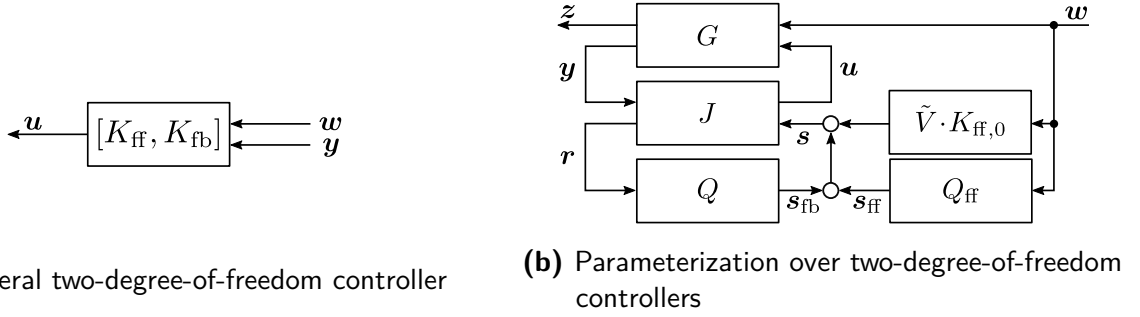 u
[K_ff, K_fb]
w
y
eral two-degree-of-freedom controller
z
G
w
y
u
J
s
Ṽ · K_ff,0
r
Q
s_fb
s_ff
Q_ff
(b) Parameterization over two-degree-of-freedom
controllers